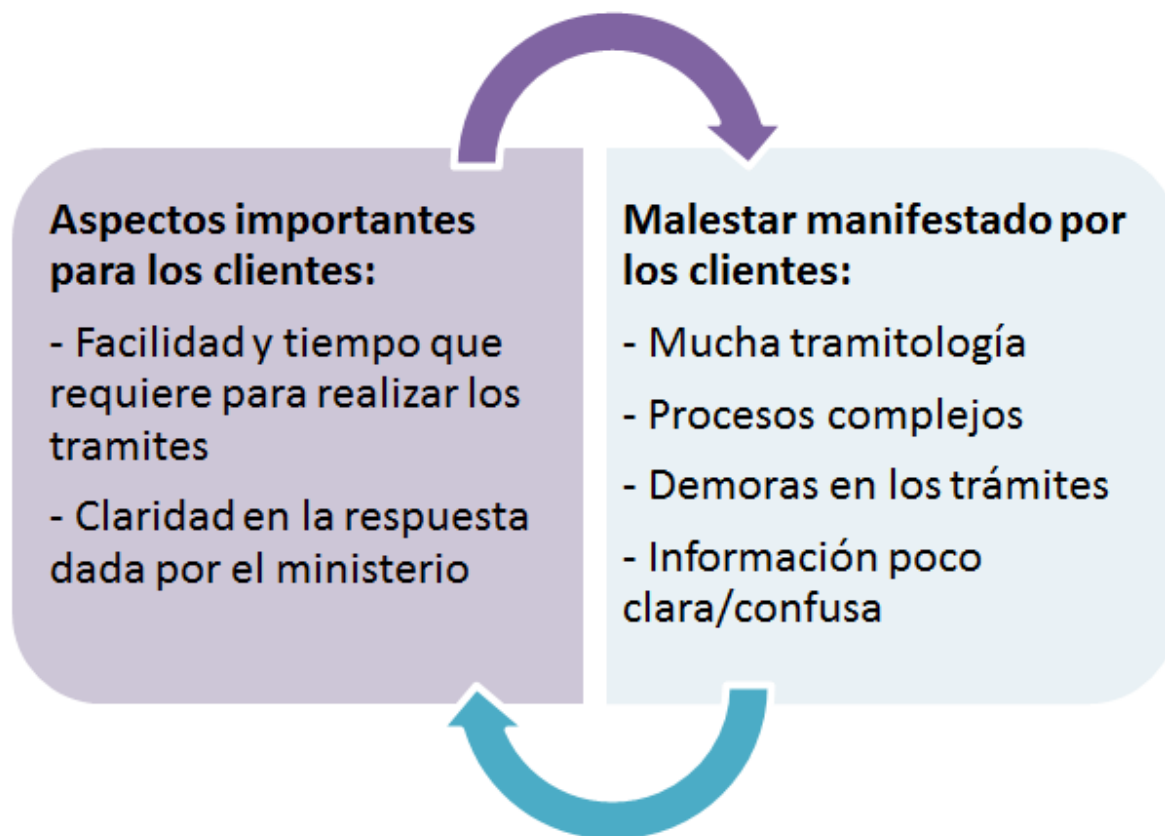 Aspectos importantes
para los clientes:
- Facilidad y tiempo que
requiere para realizar los
tramites
- Claridad en la respuesta
dada por el ministerio
Malestar manifestado por
los clientes:
- Mucha tramitología
- Procesos complejos
- Demoras en los trámites
- Información poco
clara/confusa